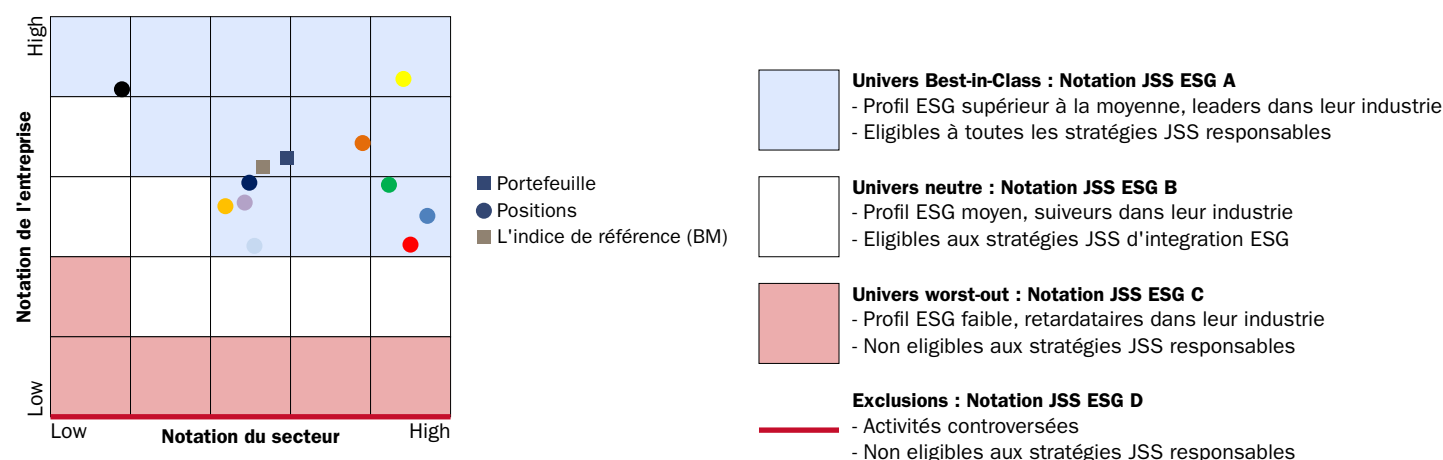 High
Notation de l'entreprise
Low
Low
Notation du secteur
High
Portefeuille
Positions
L'indice de référence (BM)
Univers Best-in-Class : Notation JSS ESG A
- Profil ESG supérieur à la moyenne, leaders dans leur industrie
- Eligibles à toutes les stratégies JSS responsables
Univers neutre : Notation JSS ESG B
- Profil ESG moyen, suiveurs dans leur industrie
- Eligibles aux stratégies JSS d'integration ESG
Univers worst-out : Notation JSS ESG C
- Profil ESG faible, retardataires dans leur industrie
- Non eligibles aux stratégies JSS responsables
Exclusions : Notation JSS ESG D
- Activités controversées
- Non eligibles aux stratégies JSS responsables